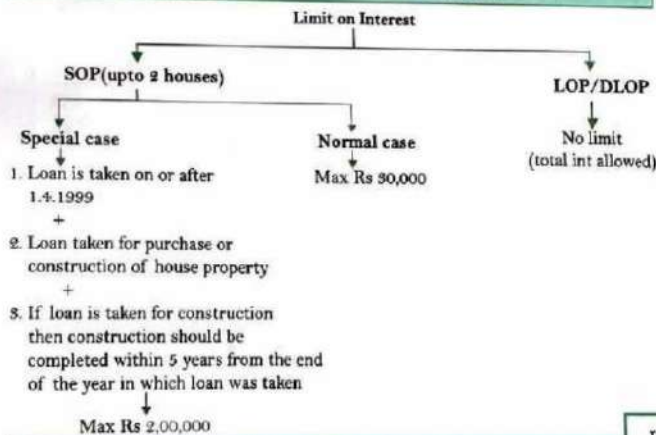 Limit on Interest
SOP(upto 2 houses)
LOP/DLOP
Special case
Normal case
No limit
(total int allowed)
1. Loan is taken on or after
1.4.1999
Max Rs 30,000
+
2. Loan taken for purchase or
construction of house property
+
3. If loan is taken for construction
then construction should be
completed within 5 years from the end
of the year in which loan was taken
Max Rs 2,00,000